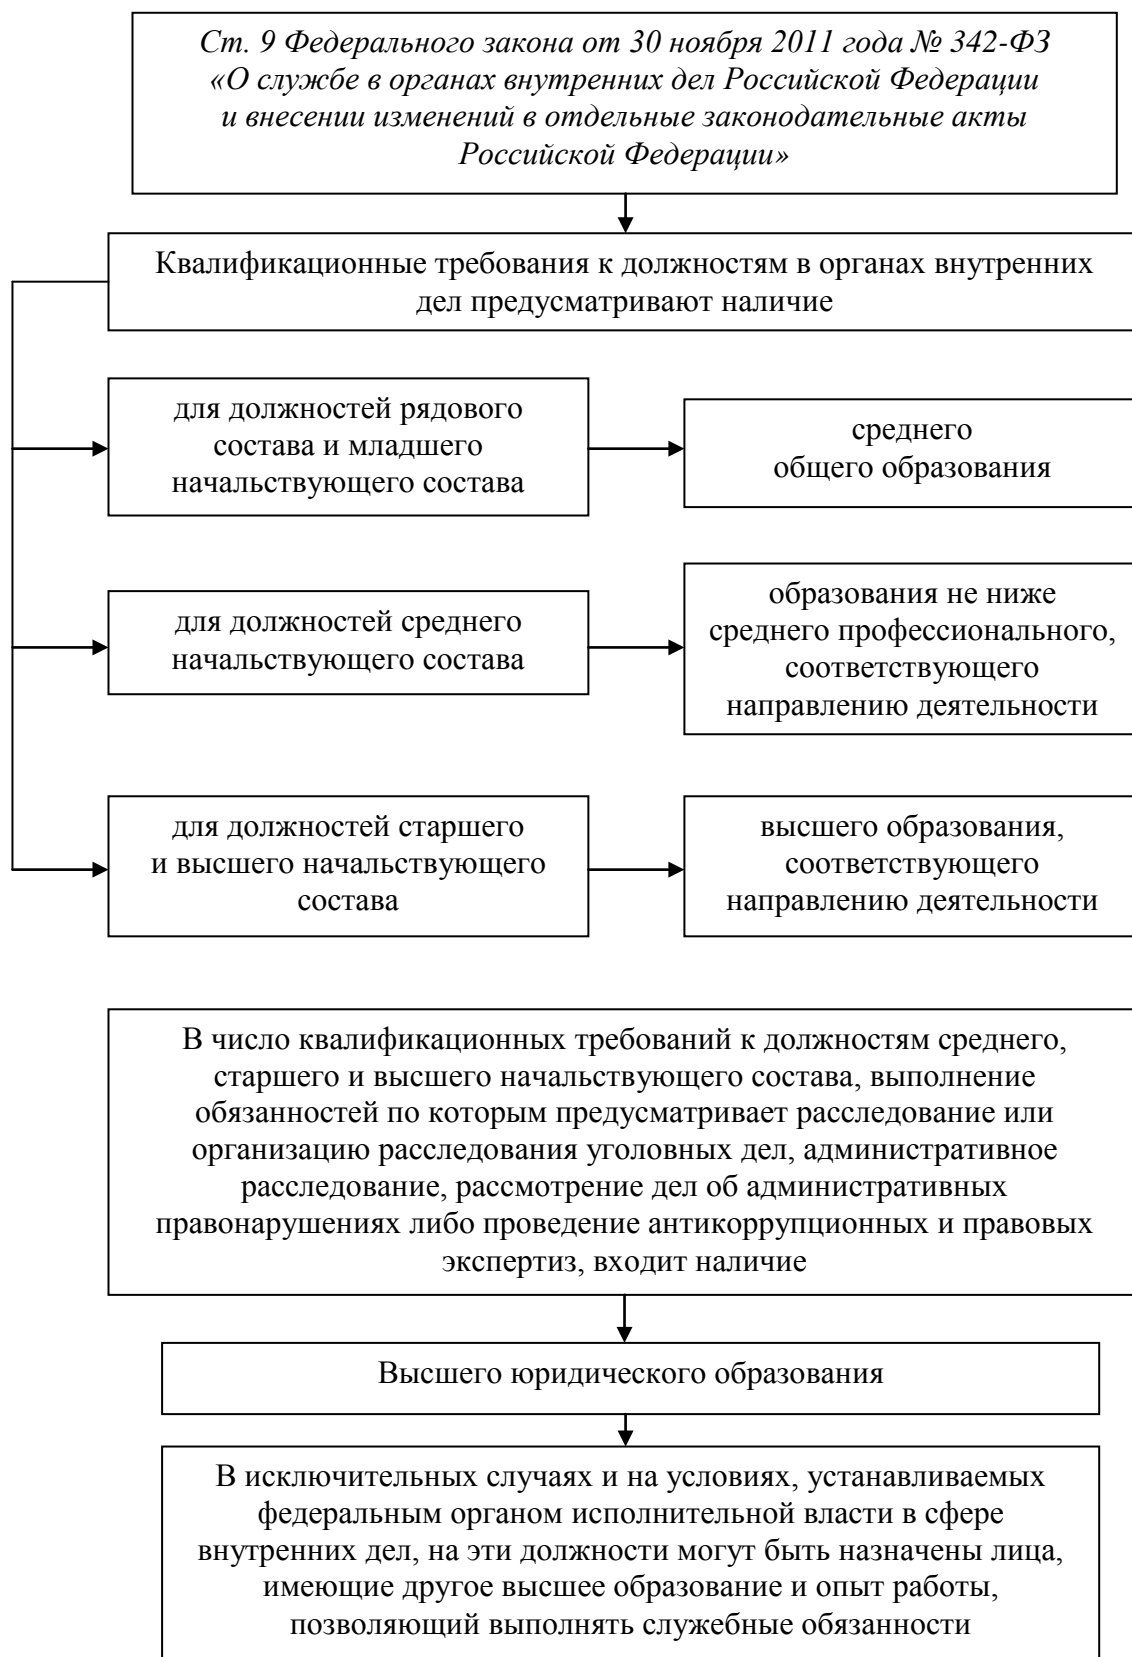 Ст. 9 Федерального закона от 30 ноября 2011 года № 342-ФЗ
«О службе в органах внутренних дел Российской Федерации
и внесении изменений в отдельные законодательные акты
Российской Федерации»
Квалификационные требования к должностям в органах внутренних
дел предусматривают наличие
для должностей рядового
состава и младшего
начальствующего состава
среднего
общего образования
для должностей среднего
начальствующего состава
образования не ниже
среднего профессионального,
соответствующего
направлению деятельности
для должностей старшего
и высшего начальствующего
состава
высшего образования,
соответствующего
направлению деятельности
В число квалификационных требований к должностям среднего,
старшего и высшего начальствующего состава, выполнение
обязанностей по которым предусматривает расследование или
организацию расследования уголовных дел, административное
расследование, рассмотрение дел об административных
правонарушениях либо проведение антикоррупционных и правовых
экспертиз, входит наличие
Высшего юридического образования
В исключительных случаях и на условиях, устанавливаемых
федеральным органом исполнительной власти в сфере
внутренних дел, на эти должности могут быть назначены лица,
имеющие другое высшее образование и опыт работы,
позволяющий выполнять служебные обязанности